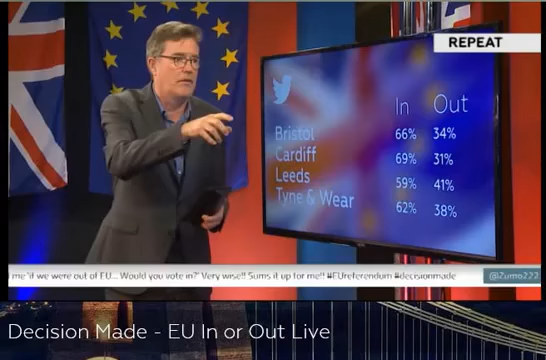 REPEAT
In Out
Bristol 66% 34%
Cardiff 69% 31%
Leeds 59% 41%
Tyne & Wear 62% 38%
me 'if we were out of EU... Would you vote in?' Very wise!! Sums it up for me!! #EUreferendum #decisionmade @Zumo222
Decision Made - EU In or Out Live